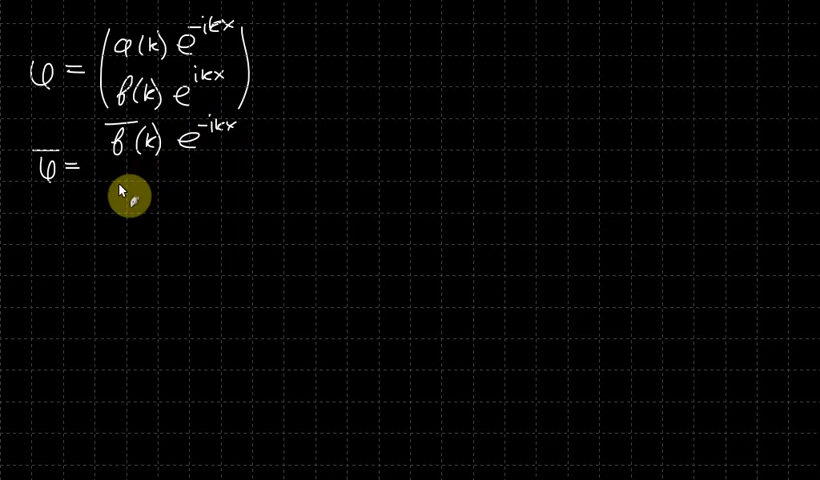 φ = ( a(k) e^{-ikx}
b(k) e^{ikx} )
φ̅ = b̅(k) e^{-ikx}